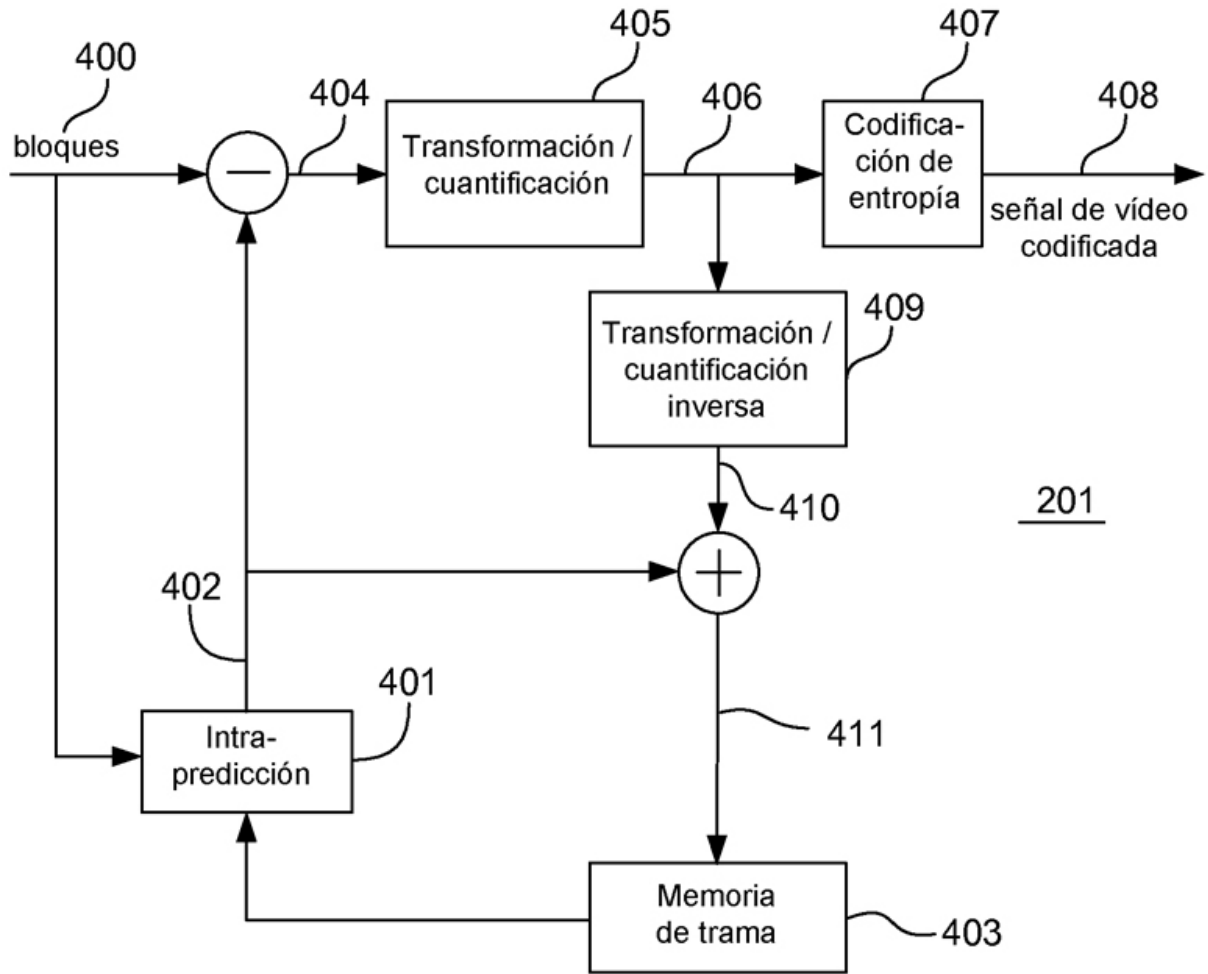 400
bloques
404
405
Transformación /
cuantificación
406
407
Codifica-
ción de
entropía
408
señal de vídeo
codificada
Transformación /
cuantificación
inversa
409
410
201
402
401
Intra-
predicción
411
Memoria
de trama
403